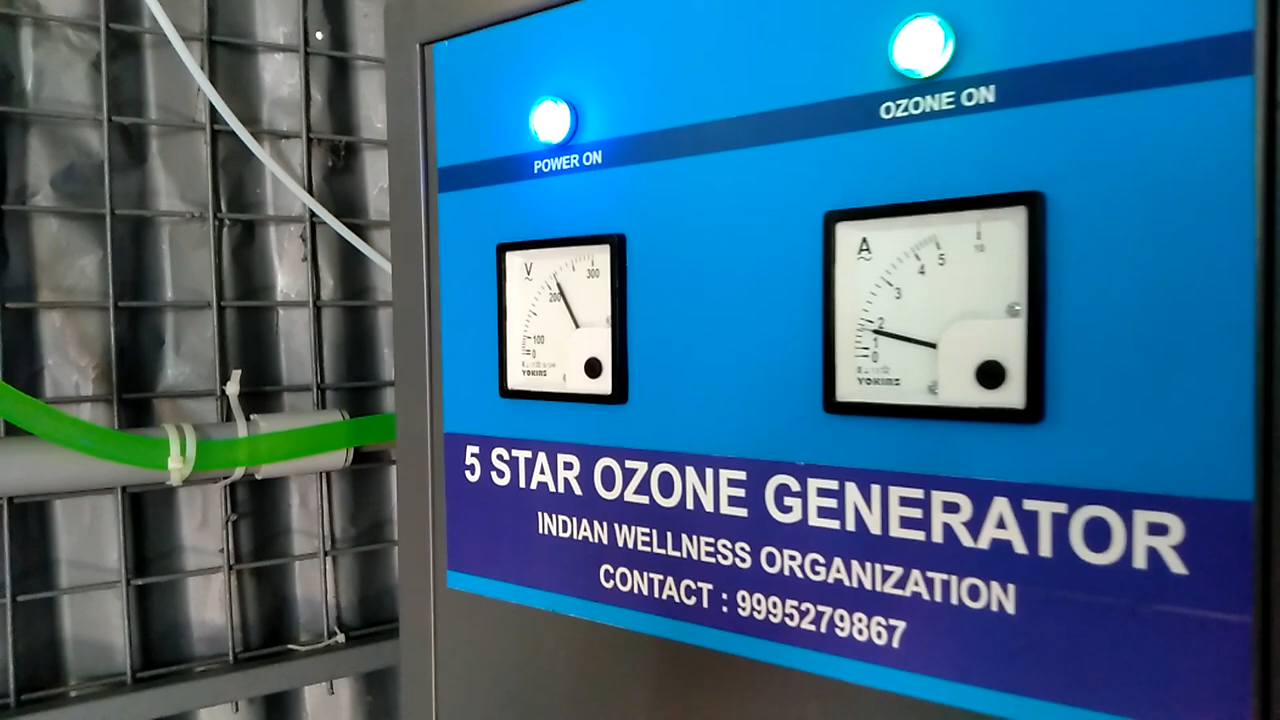 OZONE ON
POWER ON
V
300
200
100
0
YOKINS
A
10
5
4
3
2
1
0
YOKINS
5 STAR OZONE GENERATOR
INDIAN WELLNESS ORGANIZATION
CONTACT : 9995279867